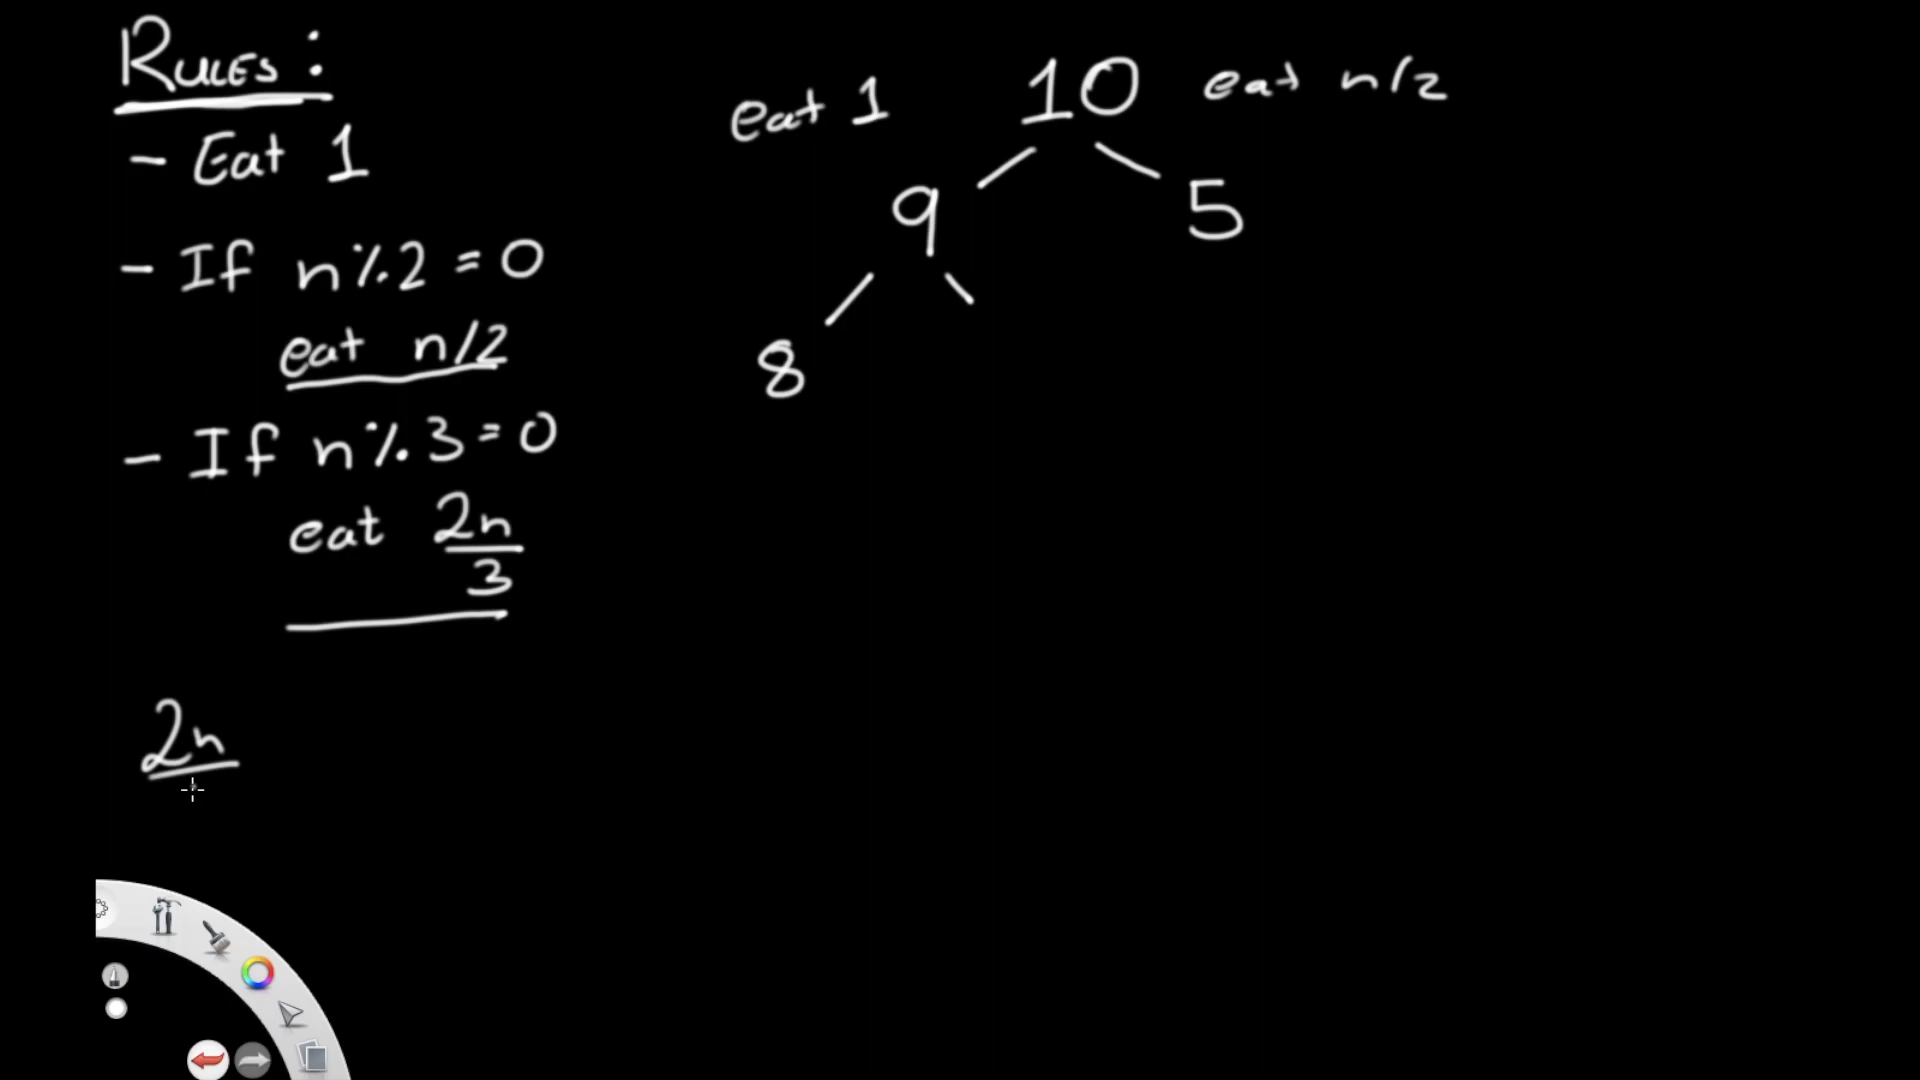 RULES:
- Eat 1
- If n%2 = 0
eat n/2
- If n%3 = 0
eat 2n
3
2n
eat 1 10 eat n/2
9 5
8